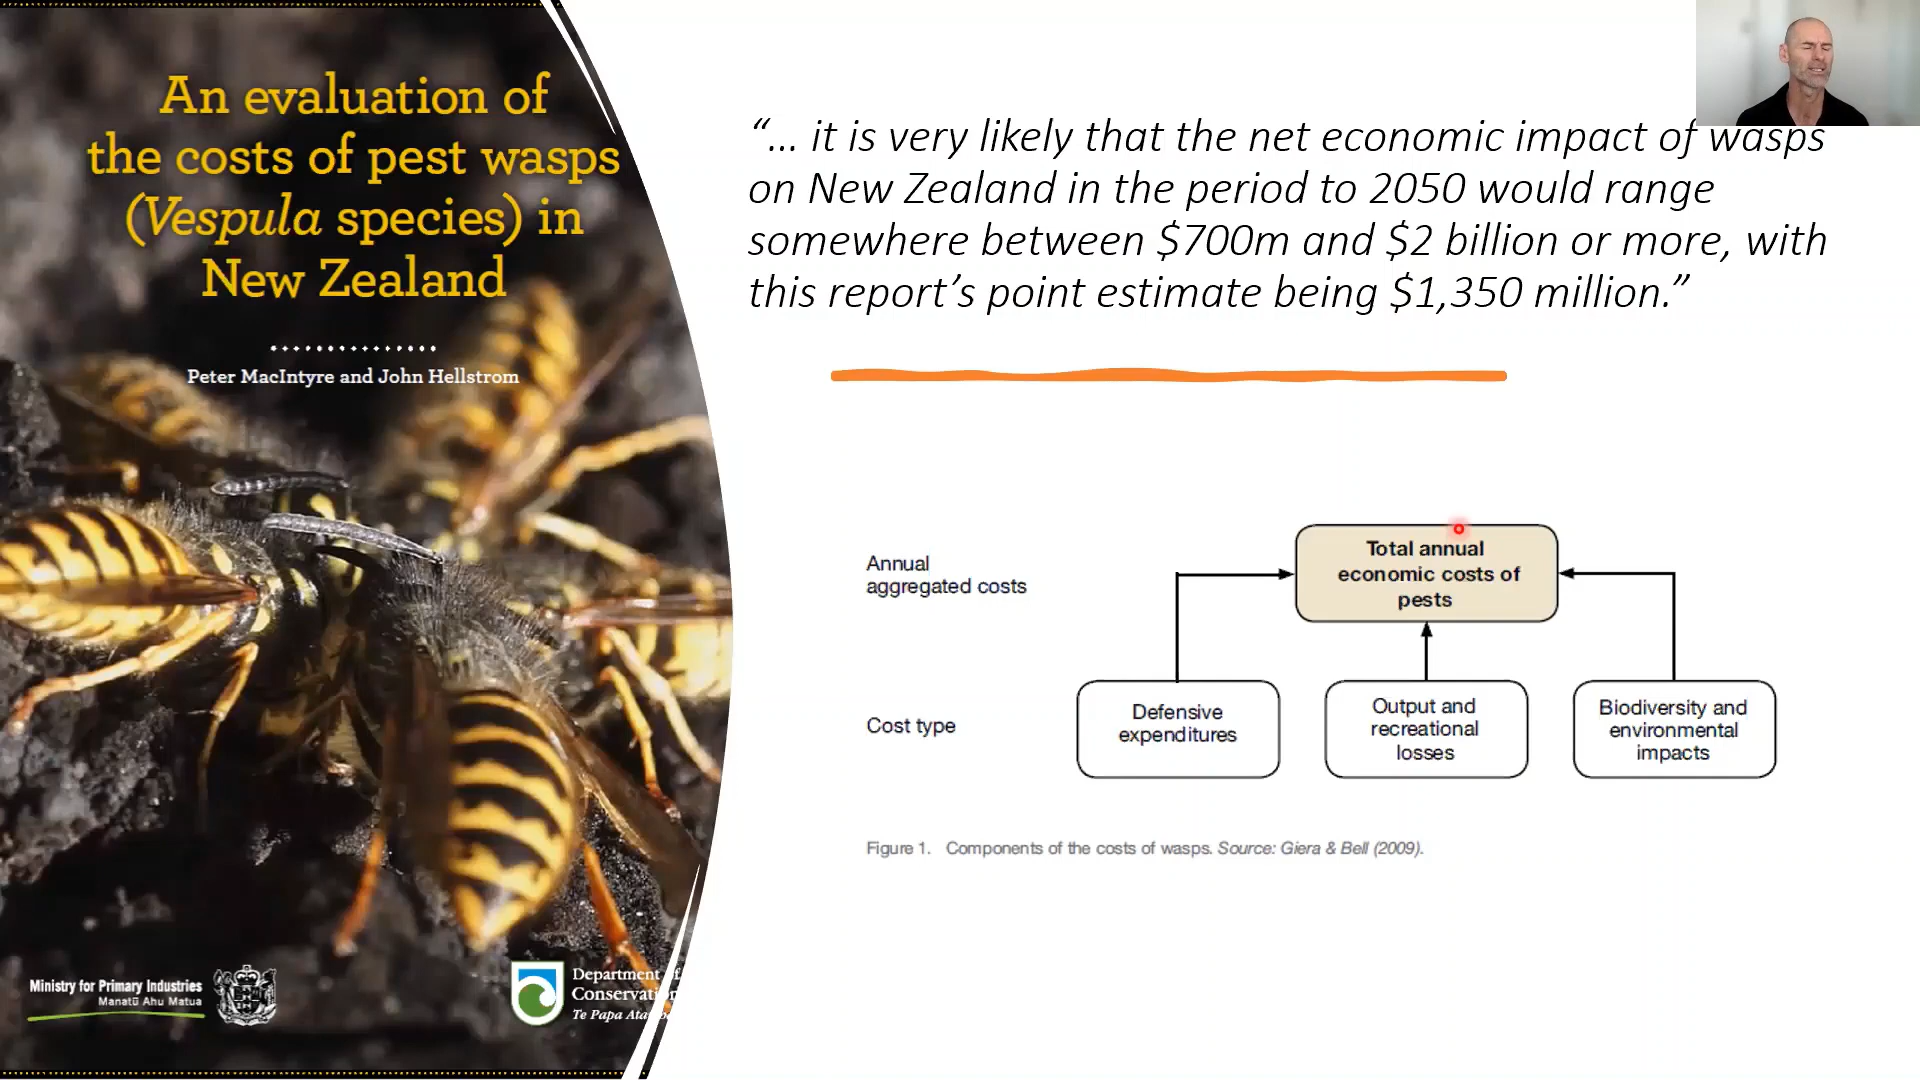 An evaluation of
the costs of pest wasps
(Vespula species) in
New Zealand
Peter MacIntyre and John Hellstrom
Ministry for Primary Industries
Manatū Ahu Matua
Department of
Conservation
Te Papa
“... it is very likely that the net economic impact of wasps
on New Zealand in the period to 2050 would range
somewhere between $700m and $2 billion or more, with
this report’s point estimate being $1,350 million.”
Annual
aggregated costs
Total annual
economic costs of
pests
Cost type
Defensive
expenditures
Output and
recreational
losses
Biodiversity and
environmental
impacts
Figure 1. Components of the costs of wasps. Source: Giera & Bell (2009).